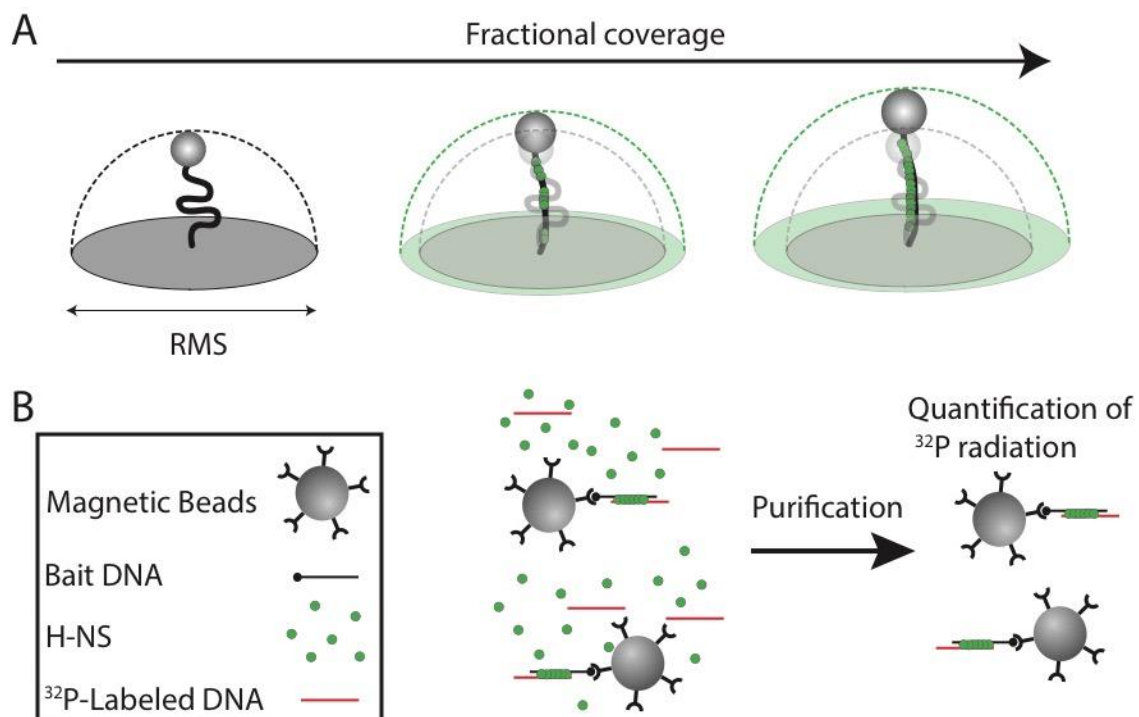 A
Fractional coverage
RMS
B
Magnetic Beads
Bait DNA
H-NS
³²P-Labeled DNA
Purification
Quantification of
³²P radiation